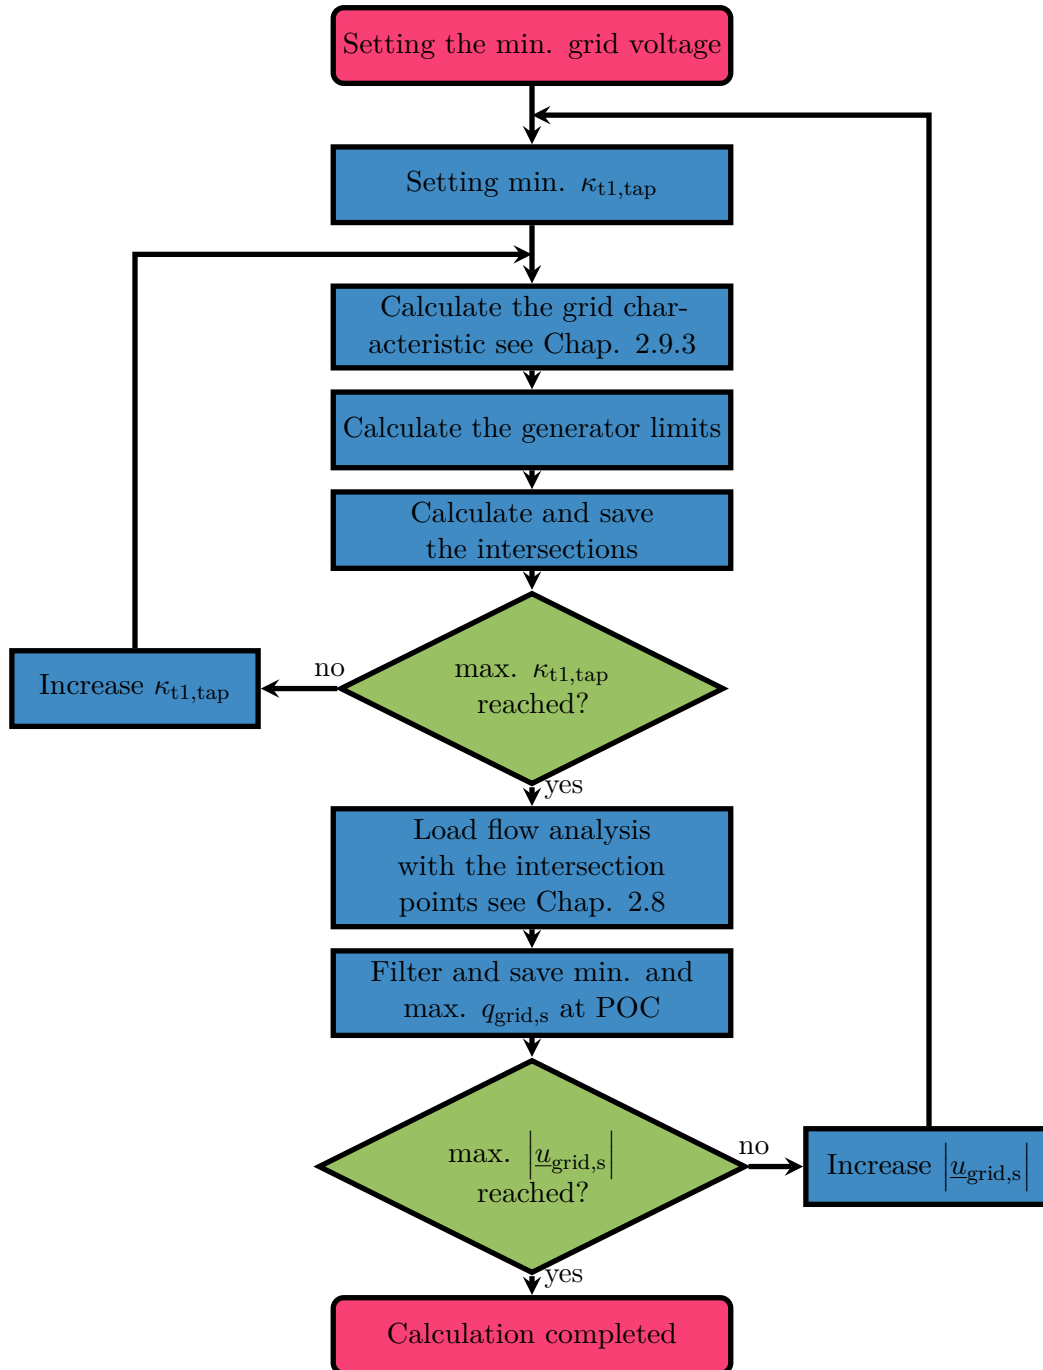 Setting the min. grid voltage
Setting min. κt1,tap
Calculate the grid char-
acteristic see Chap. 2.9.3
Calculate the generator limits
Calculate and save
the intersections
max. κt1,tap
reached?
no
Increase κt1,tap
yes
Load flow analysis
with the intersection
points see Chap. 2.8
Filter and save min. and
max. qgrid,s at POC
max. |u̲grid,s|
reached?
no
Increase |u̲grid,s|
yes
Calculation completed